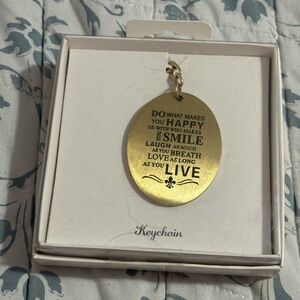 DO WHAT MAKES
YOU HAPPY
BE WITH WHO MAKES
YOU SMILE
LAUGH AS MUCH
AS YOU BREATH
LOVE AS LONG
AS YOU LIVE
Keychain